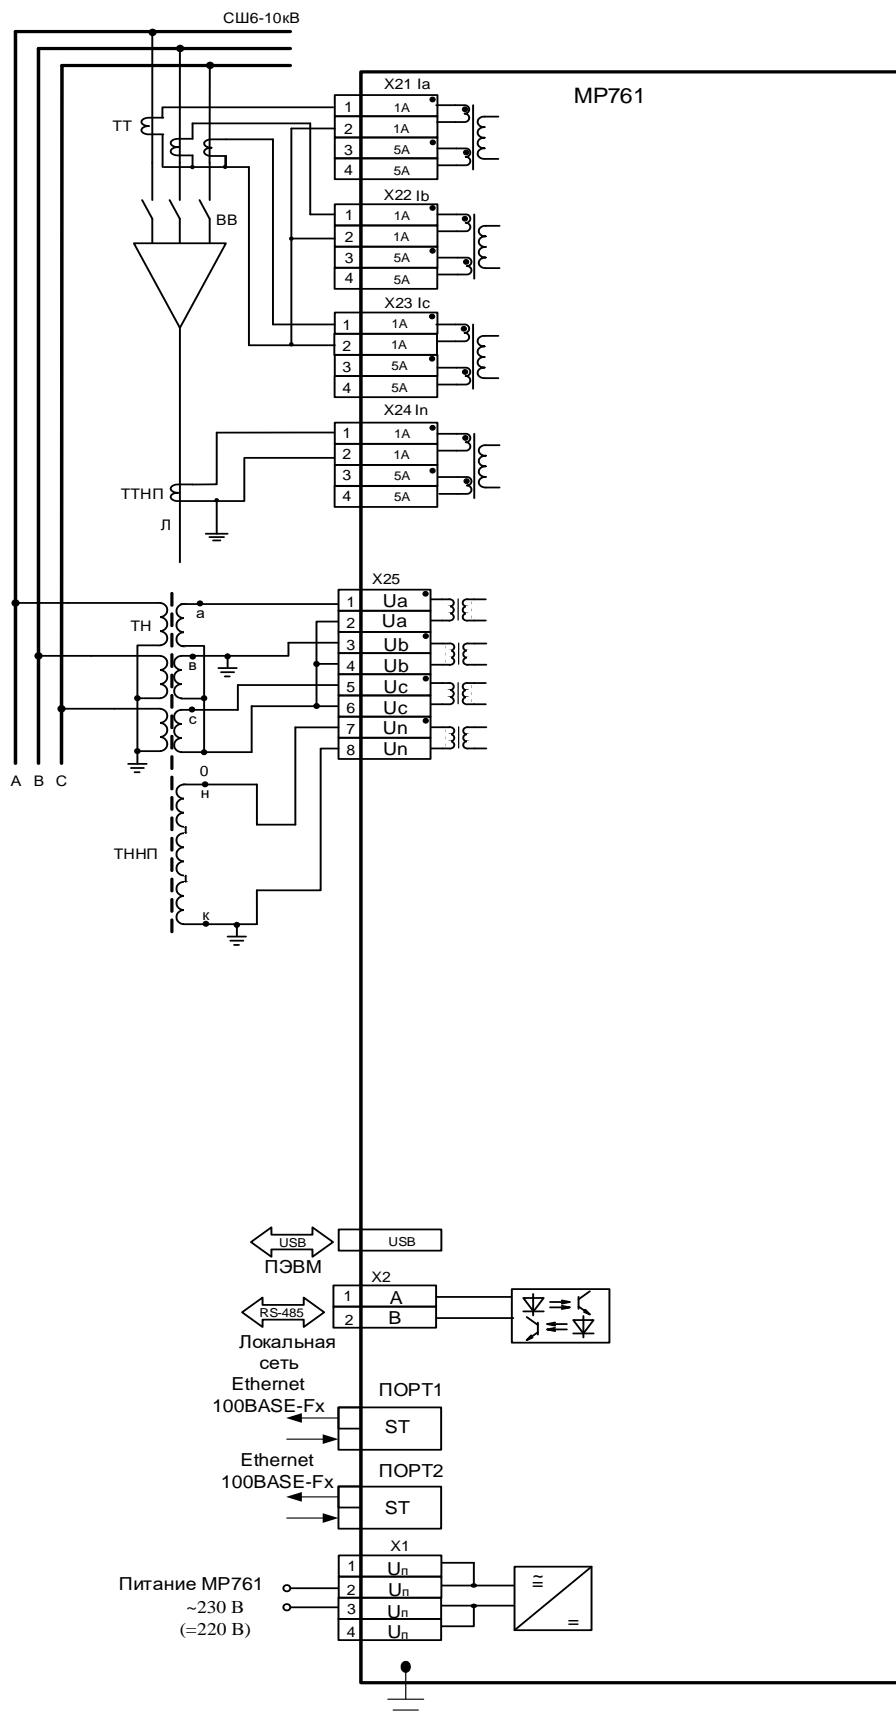 СШ6-10кВ
МР761
X21 Ia
1 1А
2 1А
3 5А
4 5А
ТТ
X22 Ib
1 1А
2 1А
3 5А
4 5А
ВВ
X23 Ic
1 1А
2 1А
3 5А
4 5А
X24 In
1 1А
2 1А
3 5А
4 5А
ТТНП
Л
X25
1 Ua
2 Ua
3 Ub
4 Ub
5 Uc
6 Uc
7 Un
8 Un
ТН
а
в
с
0
А В С
н
ТННП
к
USB
USB
ПЭВМ
X2
1 A
2 B
RS-485
Локальная
сеть
Ethernet
100BASE-Fx
ПОРТ1
ST
Ethernet
100BASE-Fx
ПОРТ2
ST
X1
1 Uп
2 Uп
3 Uп
4 Uп
Питание МР761
~230 В
(=220 В)
≃
=